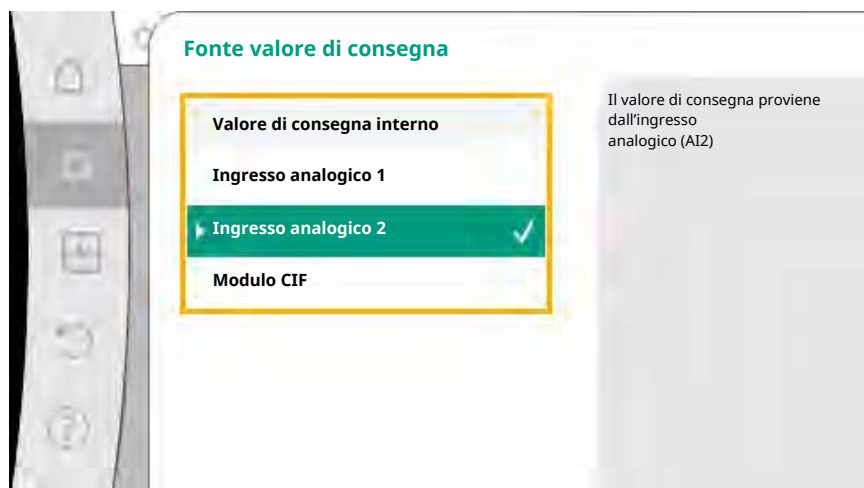 Fonte valore di consegna
Valore di consegna interno
Ingresso analogico 1
Ingresso analogico 2
Modulo CIF
Il valore di consegna proviene
dall'ingresso
analogico (AI2)